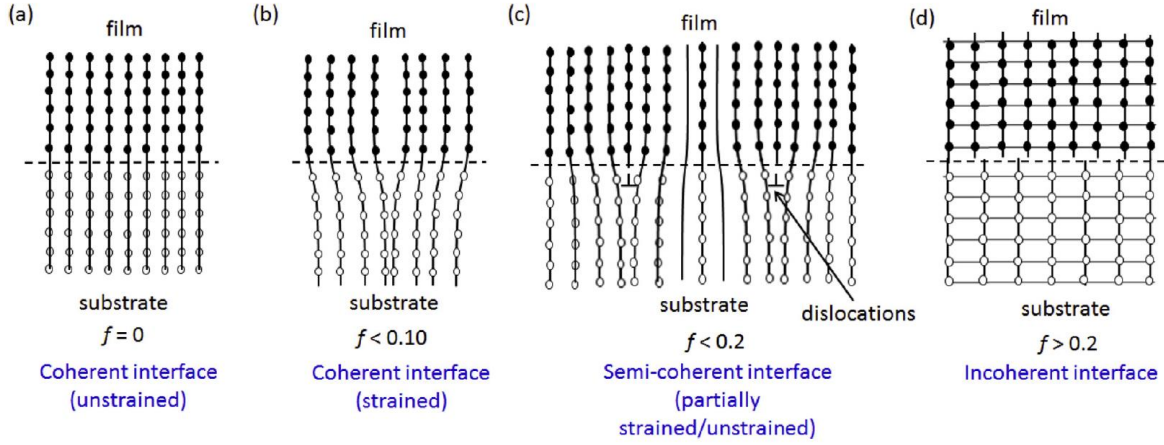 (a)
film
substrate
f = 0
Coherent interface
(unstrained)
(b)
film
substrate
f < 0.10
Coherent interface
(strained)
(c)
film
substrate
dislocations
f < 0.2
Semi-coherent interface
(partially
strained/unstrained)
(d)
film
substrate
f > 0.2
Incoherent interface